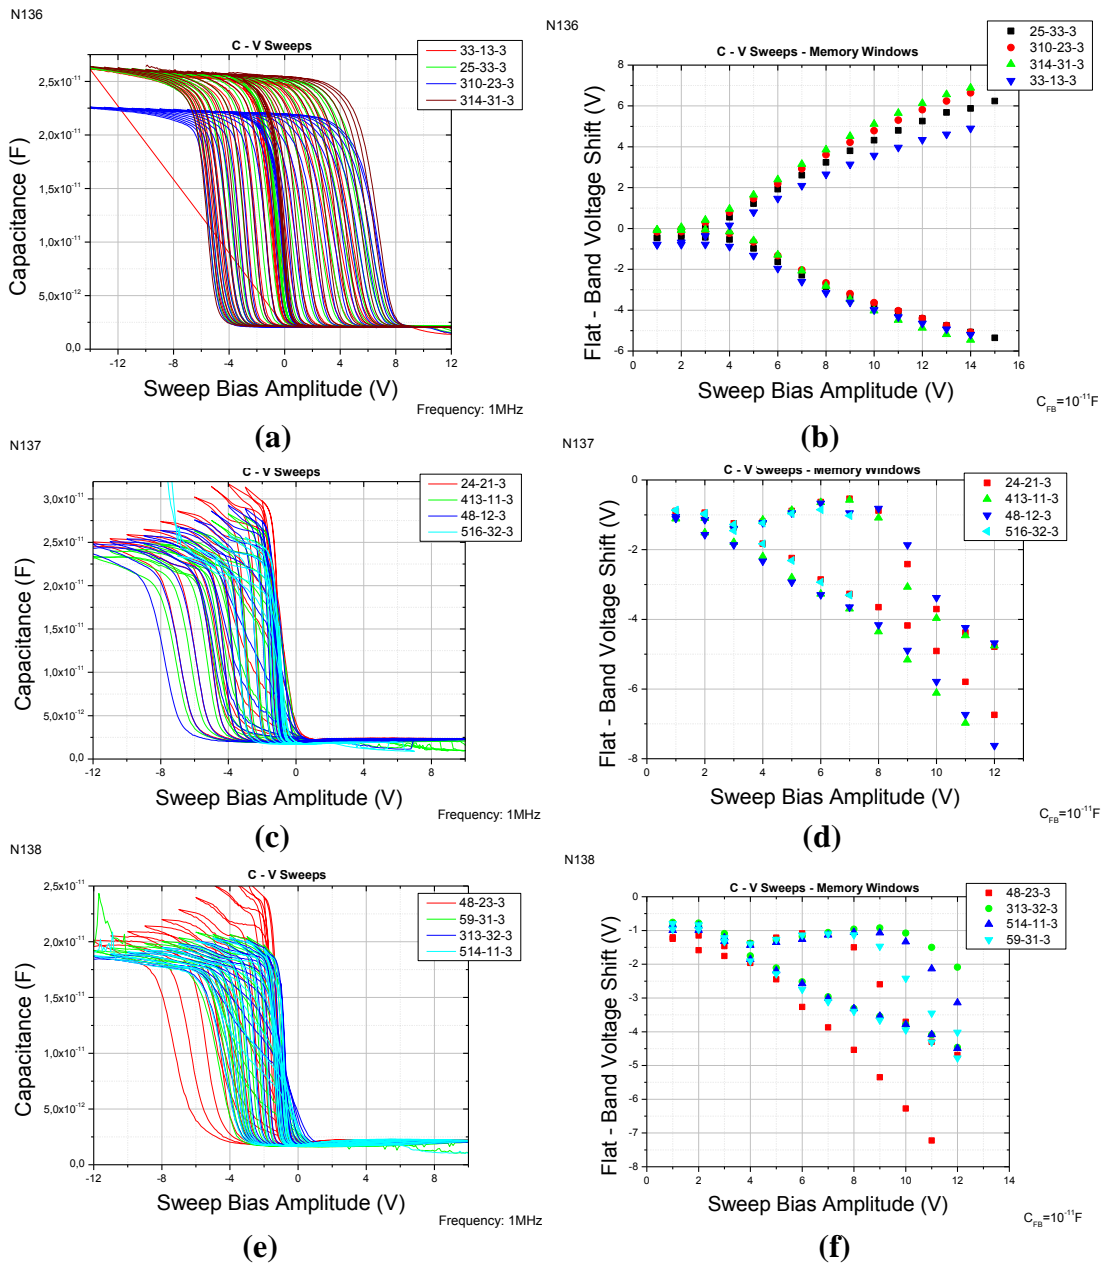 N136
C - V Sweeps
33-13-3
25-33-3
310-23-3
314-31-3
2,5x10⁻¹¹
2,0x10⁻¹¹
1,5x10⁻¹¹
1,0x10⁻¹¹
5,0x10⁻¹²
0,0
Capacitance (F)
-12 -8 -4 0 4 8 12
Sweep Bias Amplitude (V)
Frequency: 1MHz
(a)
N136
C - V Sweeps - Memory Windows
25-33-3
310-23-3
314-31-3
33-13-3
8
6
4
2
0
-2
-4
-6
Flat - Band Voltage Shift (V)
0 2 4 6 8 10 12 14 16
Sweep Bias Amplitude (V)
C_FB=10⁻¹¹F
(b)
N137
C - V Sweeps
24-21-3
413-11-3
48-12-3
516-32-3
3,0x10⁻¹¹
2,5x10⁻¹¹
2,0x10⁻¹¹
1,5x10⁻¹¹
1,0x10⁻¹¹
5,0x10⁻¹²
0,0
Capacitance (F)
-12 -8 -4 0 4 8
Sweep Bias Amplitude (V)
Frequency: 1MHz
(c)
N137
C - V Sweeps - Memory Windows
24-21-3
413-11-3
48-12-3
516-32-3
0
-2
-4
-6
-8
Flat - Band Voltage Shift (V)
0 2 4 6 8 10 12
Sweep Bias Amplitude (V)
C_FB=10⁻¹¹F
(d)
N138
C - V Sweeps
48-23-3
59-31-3
313-32-3
514-11-3
2,5x10⁻¹¹
2,0x10⁻¹¹
1,5x10⁻¹¹
1,0x10⁻¹¹
5,0x10⁻¹²
0,0
Capacitance (F)
-12 -8 -4 0 4 8
Sweep Bias Amplitude (V)
Frequency: 1MHz
(e)
N138
C - V Sweeps - Memory Windows
48-23-3
313-32-3
514-11-3
59-31-3
0
-1
-2
-3
-4
-5
-6
-7
-8
Flat - Band Voltage Shift (V)
0 2 4 6 8 10 12 14
Sweep Bias Amplitude (V)
C_FB=10⁻¹¹F
(f)